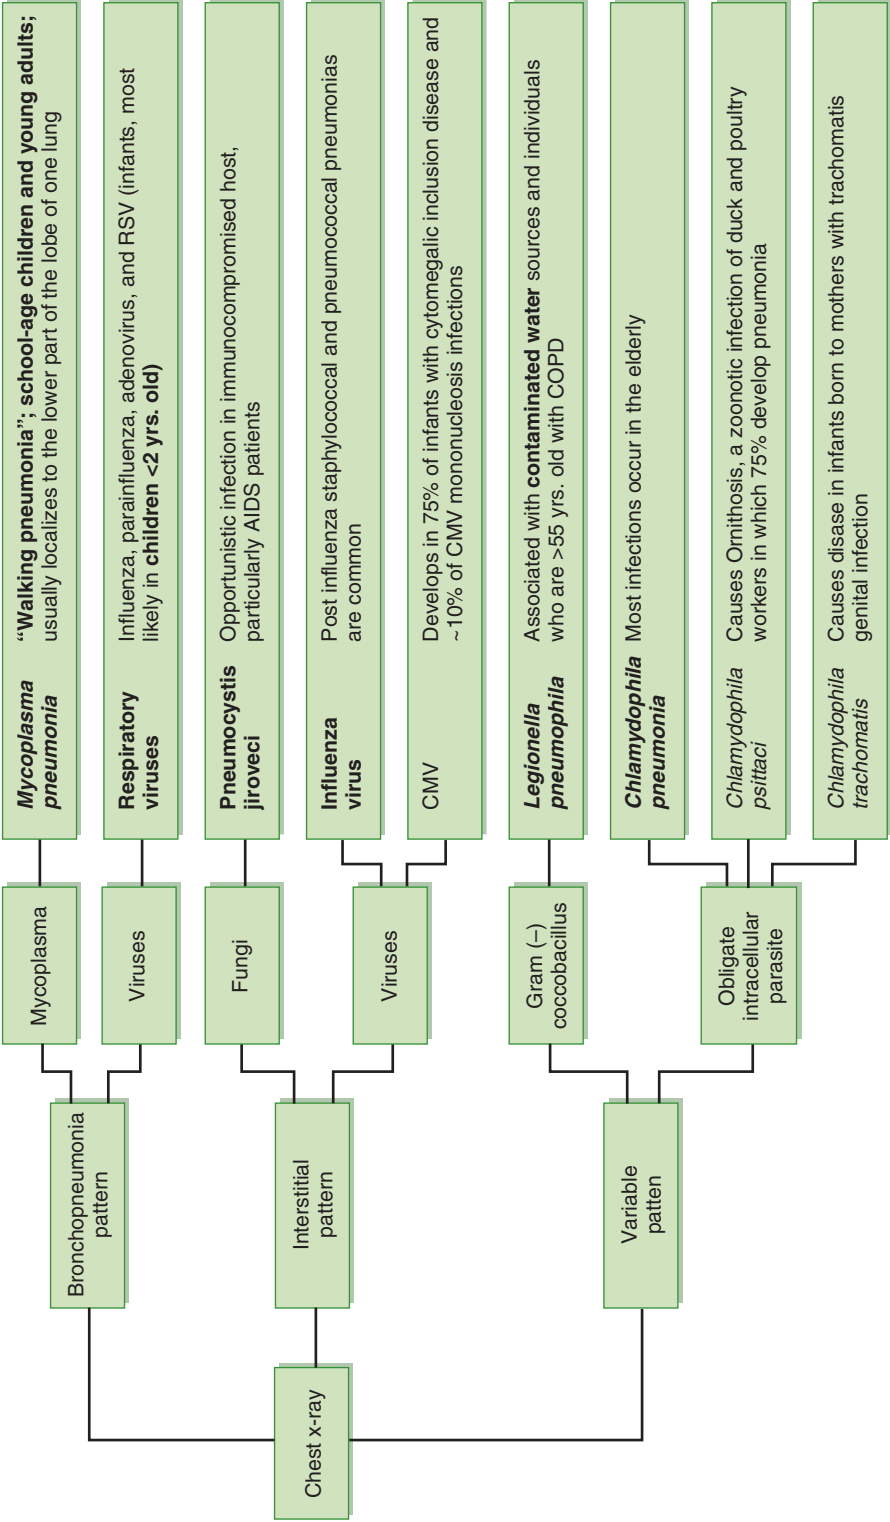 Chest x-ray
Bronchopneumonia
pattern
Mycoplasma
Mycoplasma
pneumonia
“Walking pneumonia”; school-age children and young adults;
usually localizes to the lower part of the lobe of one lung
Viruses
Respiratory
viruses
Influenza, parainfluenza, adenovirus, and RSV (infants, most
likely in children <2 yrs. old)
Interstitial
pattern
Fungi
Pneumocystis
jiroveci
Opportunistic infection in immunocompromised host,
particularly AIDS patients
Viruses
Influenza
virus
Post influenza staphylococcal and pneumococcal pneumonias
are common
CMV
Develops in 75% of infants with cytomegalic inclusion disease and
~10% of CMV mononucleosis infections
Variable
patten
Gram (−)
coccobacillus
Legionella
pneumophila
Associated with contaminated water sources and individuals
who are >55 yrs. old with COPD
Obligate
intracellular
parasite
Chlamydophila
pneumonia
Most infections occur in the elderly
Chlamydophila
psittaci
Causes Ornithosis, a zoonotic infection of duck and poultry
workers in which 75% develop pneumonia
Chlamydophila
trachomatis
Causes disase in infants born to mothers with trachomatis
genital infection